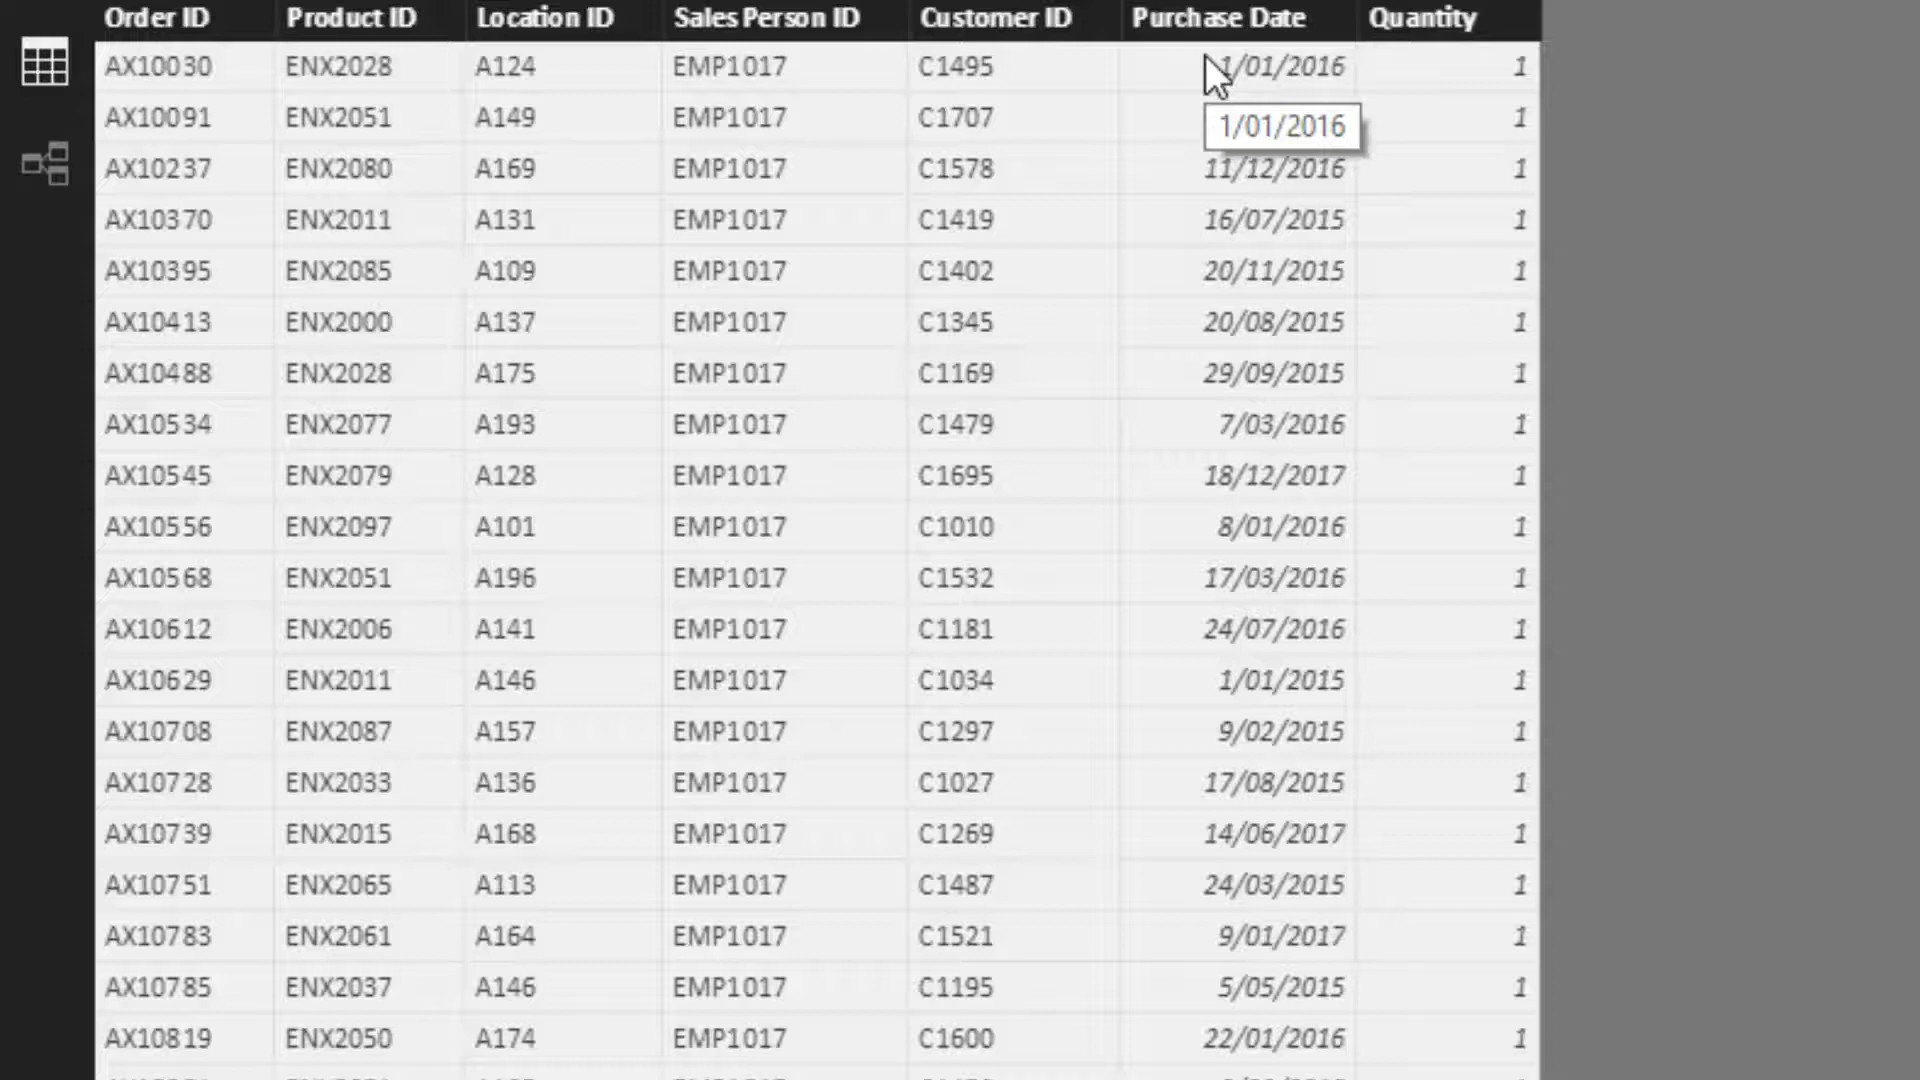 Order ID Product ID Location ID Sales Person ID Customer ID Purchase Date Quantity
AX10030 ENX2028 A124 EMP1017 C1495 1/01/2016 1
AX10091 ENX2051 A149 EMP1017 C1707 1/01/2016 1
AX10237 ENX2080 A169 EMP1017 C1578 11/12/2016 1
AX10370 ENX2011 A131 EMP1017 C1419 16/07/2015 1
AX10395 ENX2085 A109 EMP1017 C1402 20/11/2015 1
AX10413 ENX2000 A137 EMP1017 C1345 20/08/2015 1
AX10488 ENX2028 A175 EMP1017 C1169 29/09/2015 1
AX10534 ENX2077 A193 EMP1017 C1479 7/03/2016 1
AX10545 ENX2079 A128 EMP1017 C1695 18/12/2017 1
AX10556 ENX2097 A101 EMP1017 C1010 8/01/2016 1
AX10568 ENX2051 A196 EMP1017 C1532 17/03/2016 1
AX10612 ENX2006 A141 EMP1017 C1181 24/07/2016 1
AX10629 ENX2011 A146 EMP1017 C1034 1/01/2015 1
AX10708 ENX2087 A157 EMP1017 C1297 9/02/2015 1
AX10728 ENX2033 A136 EMP1017 C1027 17/08/2015 1
AX10739 ENX2015 A168 EMP1017 C1269 14/06/2017 1
AX10751 ENX2065 A113 EMP1017 C1487 24/03/2015 1
AX10783 ENX2061 A164 EMP1017 C1521 9/01/2017 1
AX10785 ENX2037 A146 EMP1017 C1195 5/05/2015 1
AX10819 ENX2050 A174 EMP1017 C1600 22/01/2016 1